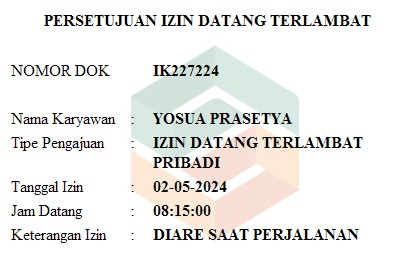 PERSETUJUAN IZIN DATANG TERLAMBAT
NOMOR DOK IK227224
Nama Karyawan : YOSUA PRASETYA
Tipe Pengajuan : IZIN DATANG TERLAMBAT
PRIBADI
Tanggal Izin : 02-05-2024
Jam Datang : 08:15:00
Keterangan Izin : DIARE SAAT PERJALANAN